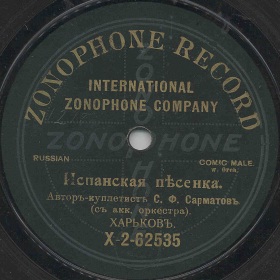 ZONOPHONE RECORD
INTERNATIONAL
ZONOPHONE COMPANY
ZONOPHONE
RUSSIAN
COMIC MALE
w. Orch.
Испанская пѣсенка.
Авторъ-куплетистъ С. Ф. Сарматовъ
(съ акк. оркестра).
ХАРЬКОВЪ.
X-2-62535